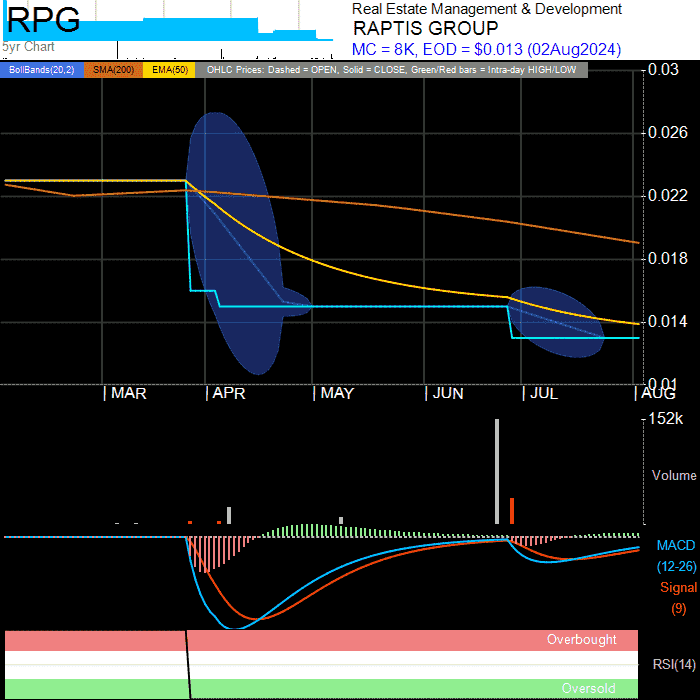 RPG
5yr Chart
Real Estate Management & Development
RAPTIS GROUP
MC = 8K, EOD = $0.013 (02Aug2024)
BollBands(20,2) SMA(200) EMA(50) OHLC Prices: Dashed = OPEN, Solid = CLOSE, Green/Red bars = Intra-day HIGH/LOW
0.03
0.026
0.022
0.018
0.014
0.01
MAR APR MAY JUN JUL AUG
152k
Volume
MACD
(12-26)
Signal
(9)
Overbought
RSI(14)
Oversold